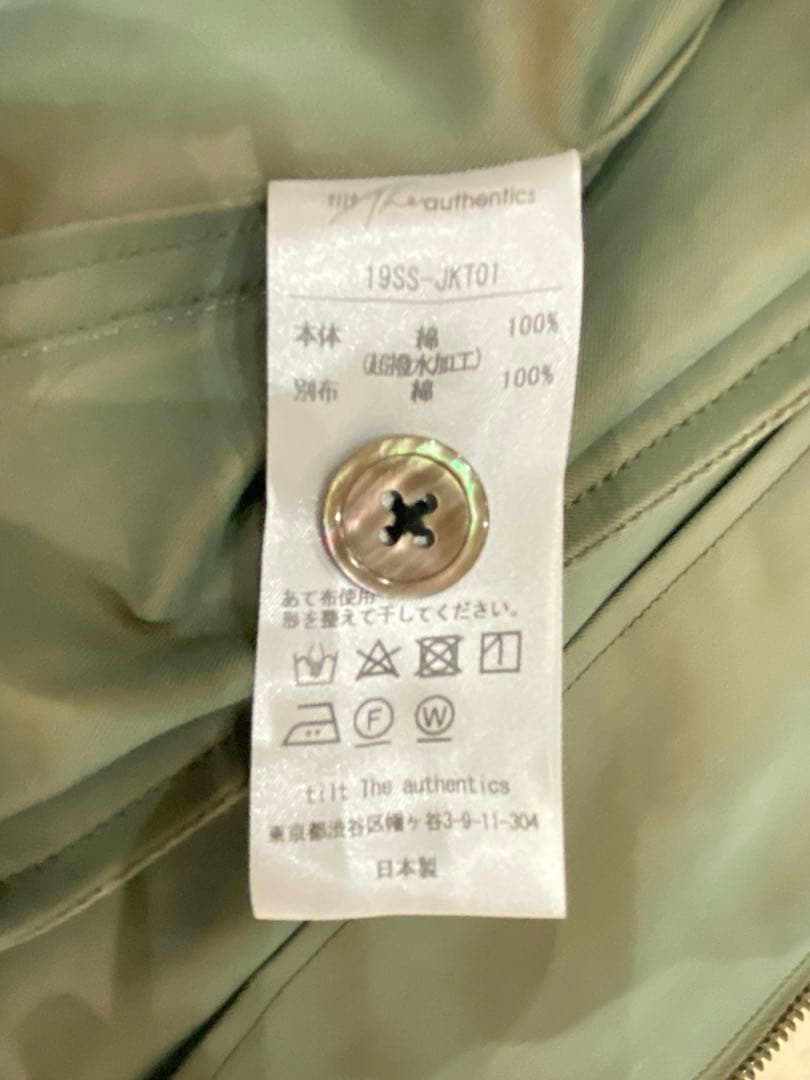 tilt The authentics
19SS-JKT01
本体 綿 100%
(超撥水加工)
別布 綿 100%
あて布使用
形を整えて干してください。
F W
tilt The authentics
東京都渋谷区幡ヶ谷3-9-11-304
日本製